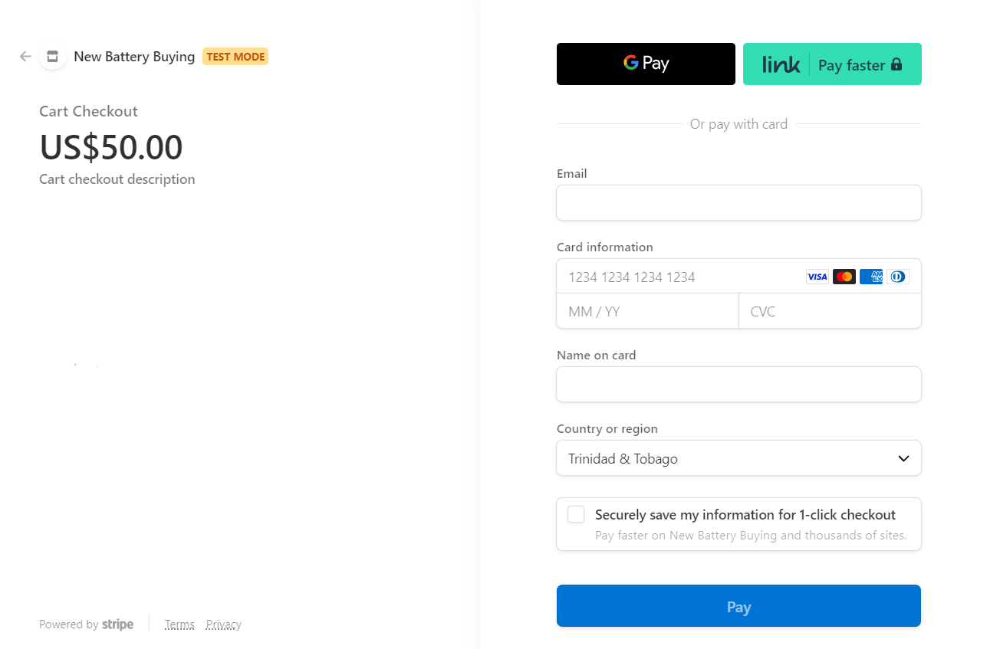 New Battery Buying TEST MODE
Cart Checkout
US$50.00
Cart checkout description
Powered by stripe
Terms Privacy
G Pay
link Pay faster
Or pay with card
Email
Card information
1234 1234 1234 1234 VISA AMEX
MM / YY CVC
Name on card
Country or region
Trinidad & Tobago
Securely save my information for 1-click checkout
Pay faster on New Battery Buying and thousands of sites.
Pay